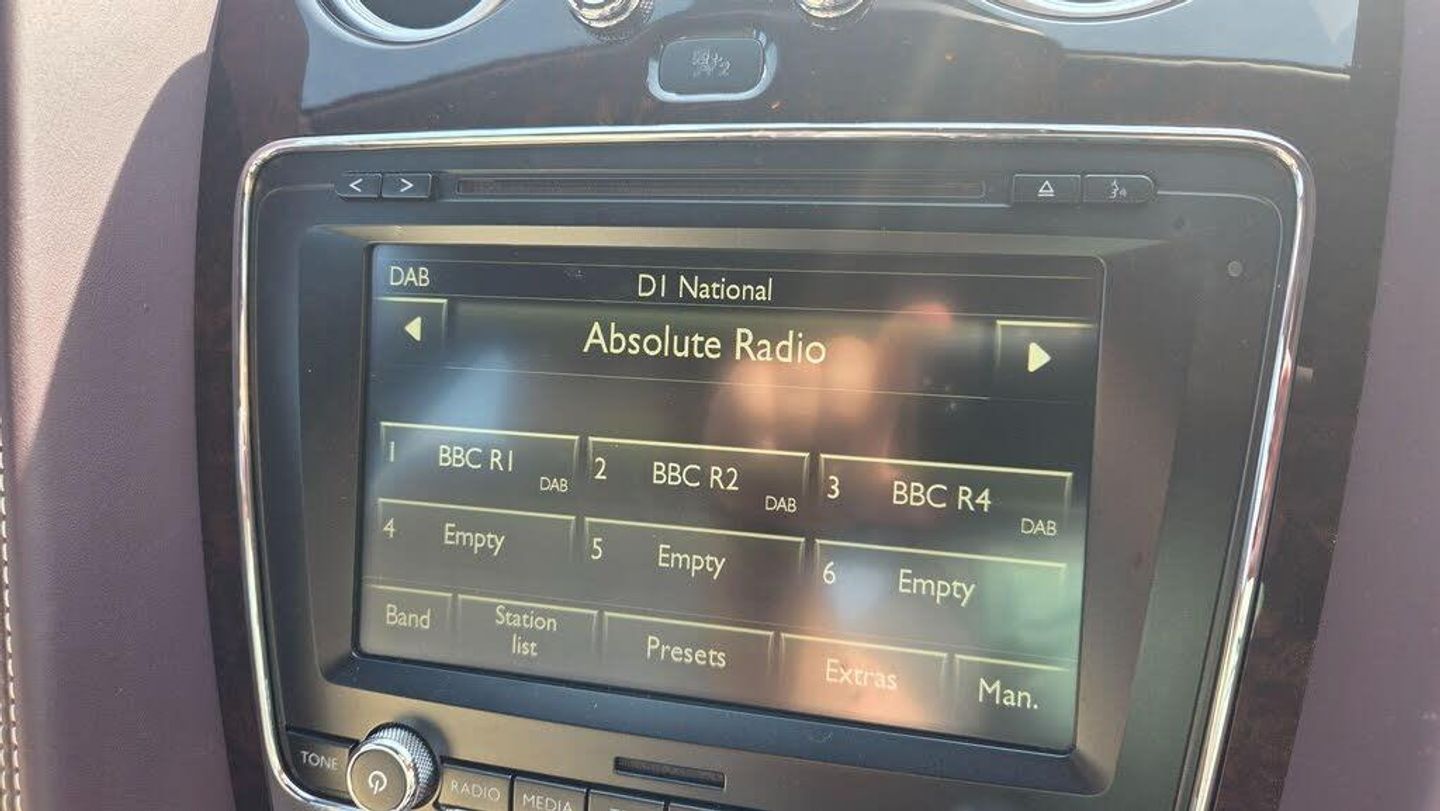 DAB
D1 National
Absolute Radio
1 BBC R1 DAB
2 BBC R2 DAB
3 BBC R4 DAB
4 Empty
5 Empty
6 Empty
Band
Station
list
Presets
Extras
Man.
TONE
RADIO
MEDIA